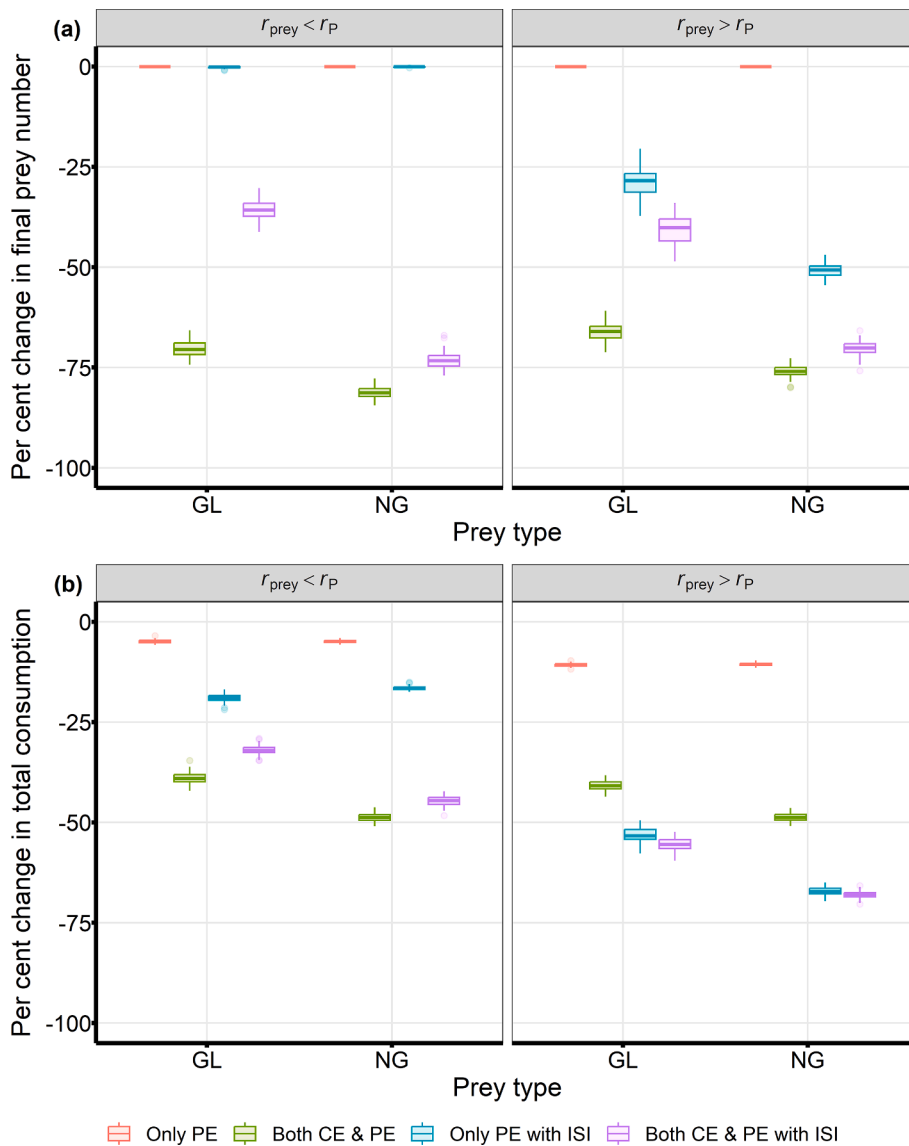 (a)
r_prey < r_P
r_prey > r_P
Per cent change in final prey number
0
-25
-50
-75
-100
GL
NG
GL
NG
Prey type
(b)
r_prey < r_P
r_prey > r_P
Per cent change in total consumption
0
-25
-50
-75
-100
GL
NG
GL
NG
Prey type
Only PE Both CE & PE Only PE with ISI Both CE & PE with ISI